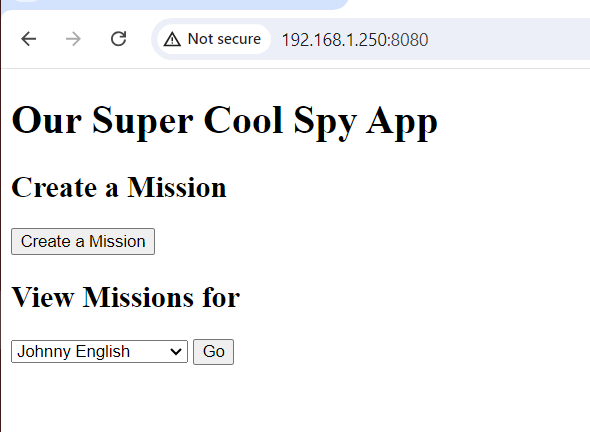 Not secure 192.168.1.250:8080
Our Super Cool Spy App
Create a Mission
Create a Mission
View Missions for
Johnny English Go